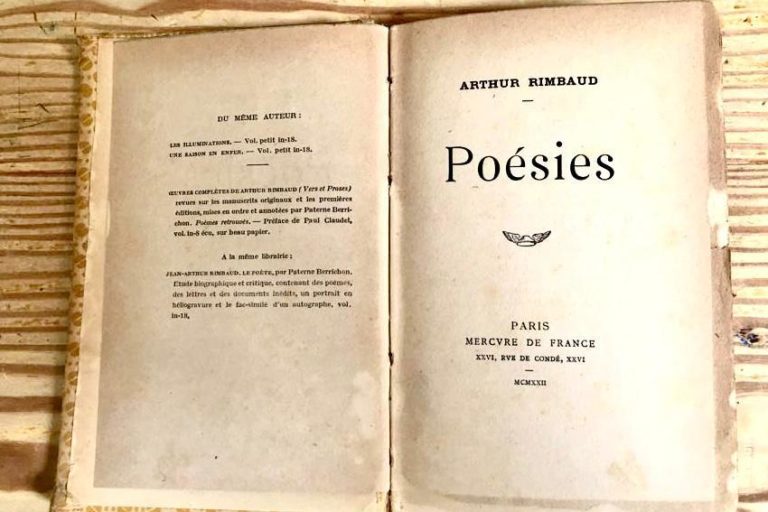 DU MÊME AUTEUR :
LES ILLUMINATIONS. — Vol. petit in-18.
UNE SAISON EN ENFER. — Vol. petit in-18.
ŒUVRES COMPLÈTES DE ARTHUR RIMBAUD (Vers et Proses)
revues sur les manuscrits originaux et les premières
éditions, mises en ordre et annotées par Paterne Berri-
chon. Poèmes retrouvés. — Préface de Paul Claudel,
vol. in-8 écu, sur beau papier.
A la même librairie :
JEAN-ARTHUR RIMBAUD. LE POÈTE, par Paterne Berrichon.
Étude biographique et critique, contenant des poèmes,
des lettres et des documents inédits, un portrait en
héliogravure et le fac-similé d'un autographe, vol.
in-18.
ARTHUR RIMBAUD
Poésies
PARIS
MERCVRE DE FRANCE
XXVI, RVE DE CONDÉ, XXVI
MCMXXII